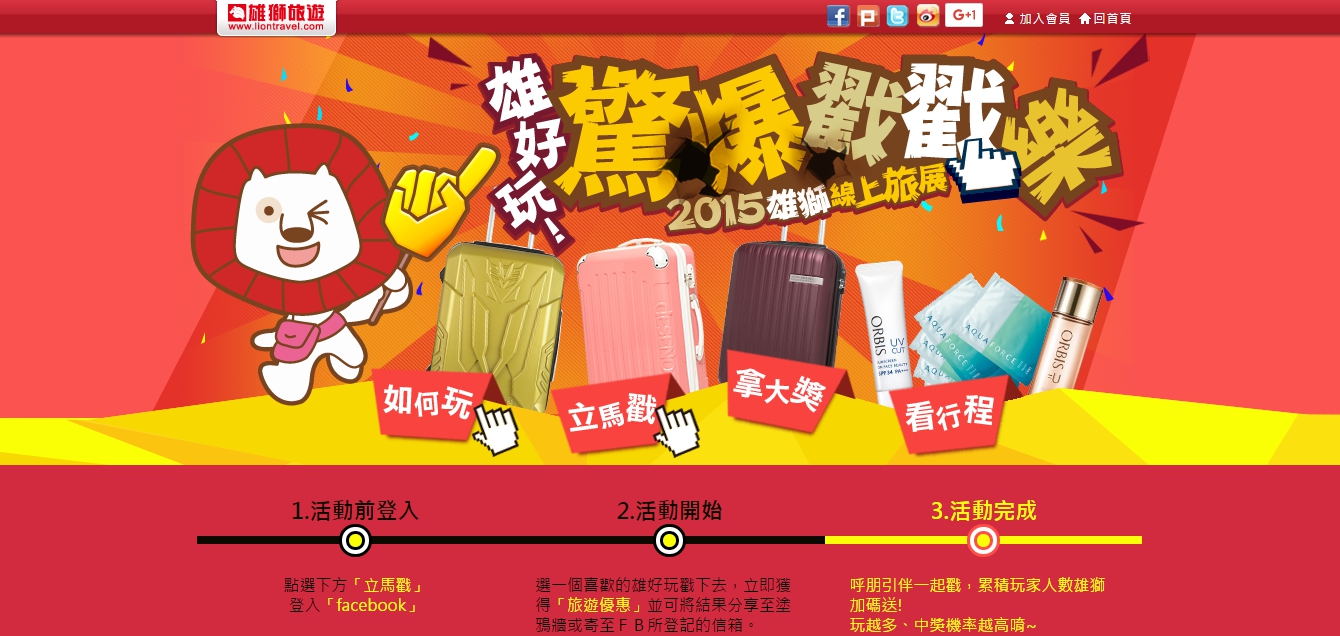 雄獅旅遊
www.liontravel.com
G+1
加入會員 回首頁
雄好玩!
驚爆戳戳樂
2015雄獅線上旅展
ORBIS
UV
CUT
SUNSCREEN
SPF34 PA+++
AQUAFORCE
AQUAFORCE
AQUAFORCE
ORBIS
=U
如何玩
立馬戳
拿大獎
看行程
1.活動前登入
2.活動開始
3.活動完成
點選下方「立馬戳」
登入「facebook」
選一個喜歡的雄好玩戳下去，立即獲
得「旅遊優惠」並可將結果分享至塗
鴉牆或寄至ＦＢ所登記的信箱。
呼朋引伴一起戳，累積玩家人數雄獅
加碼送!
玩越多、中獎機率越高唷~